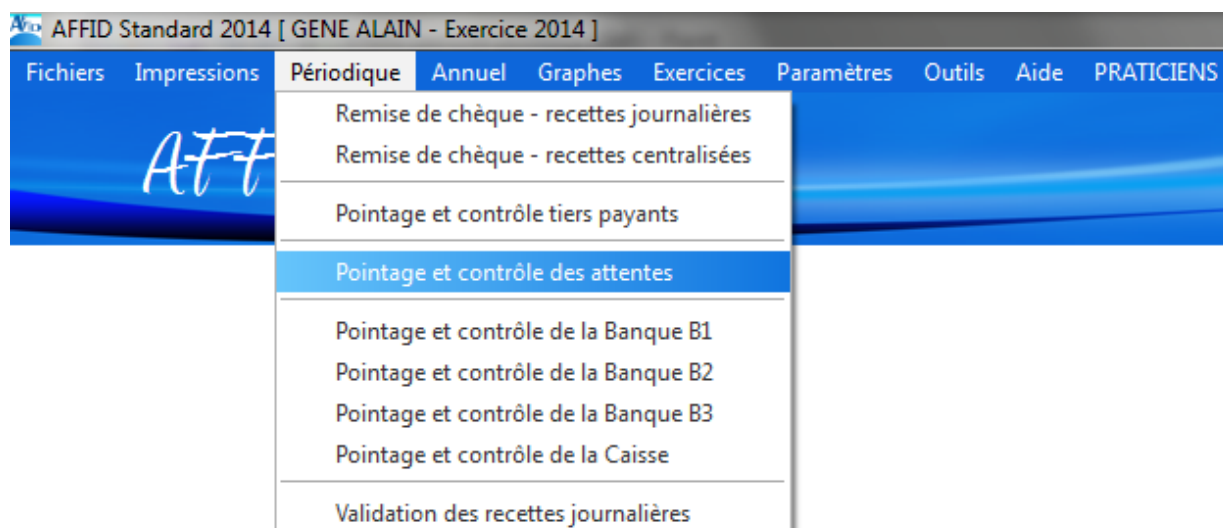 AFFID Standard 2014 [ GENE ALAIN - Exercice 2014 ]
Fichiers Impressions Périodique Annuel Graphes Exercices Paramètres Outils Aide PRATICIENS
Remise de chèque - recettes journalières
Remise de chèque - recettes centralisées
AFF
Pointage et contrôle tiers payants
Pointage et contrôle des attentes
Pointage et contrôle de la Banque B1
Pointage et contrôle de la Banque B2
Pointage et contrôle de la Banque B3
Pointage et contrôle de la Caisse
Validation des recettes journalières